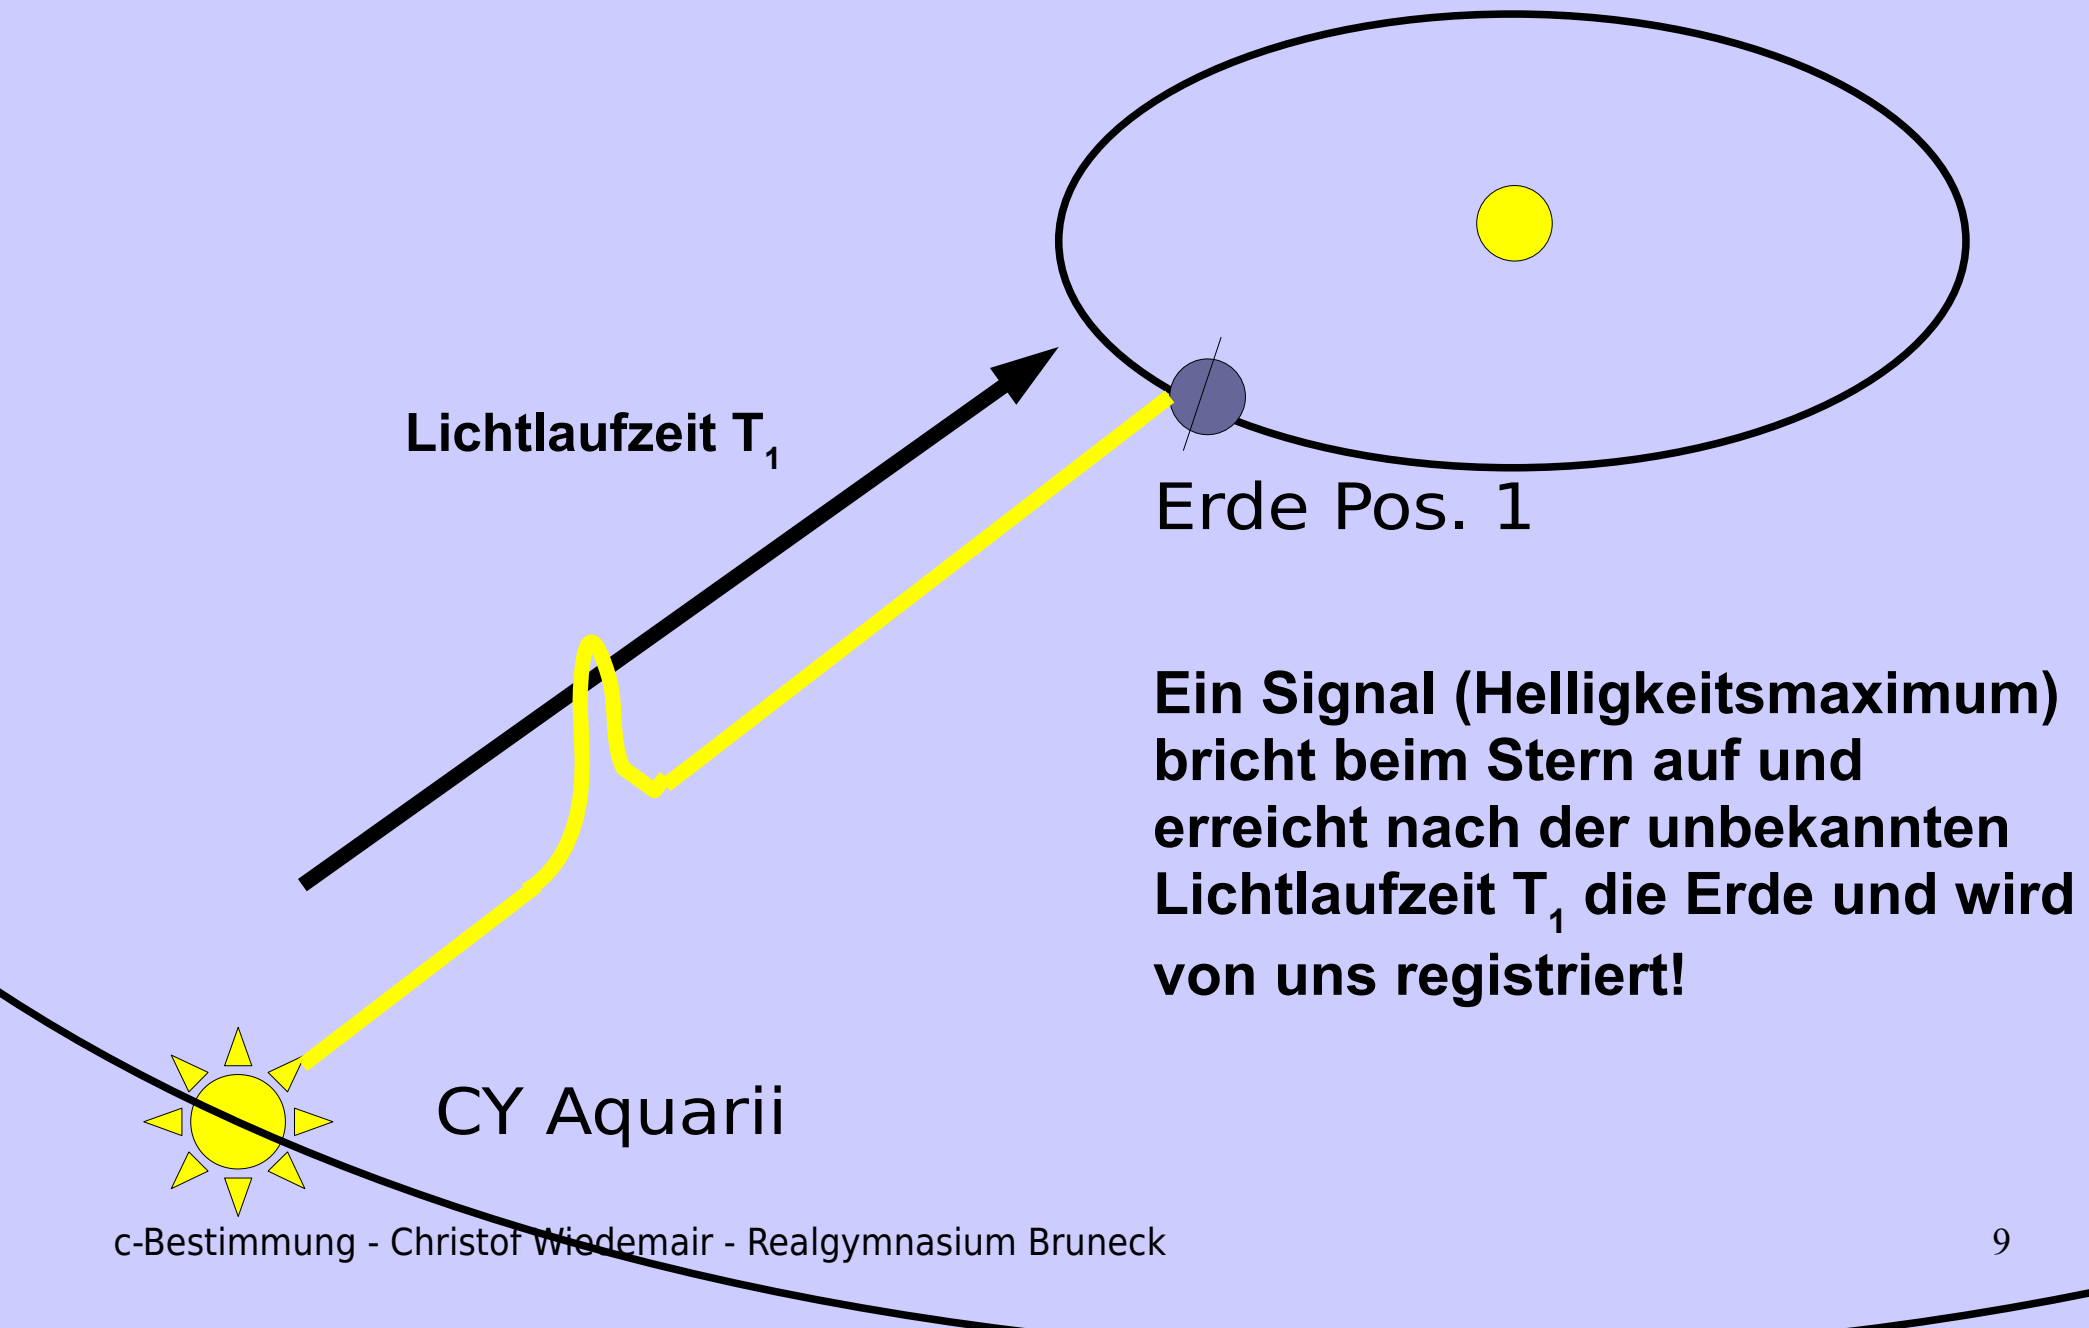 Lichtlaufzeit T₁
Erde Pos. 1
Ein Signal (Helligkeitsmaximum)
bricht beim Stern auf und
erreicht nach der unbekannten
Lichtlaufzeit T₁ die Erde und wird
von uns registriert!
CY Aquarii
c-Bestimmung - Christof Wiedemair - Realgymnasium Bruneck
9